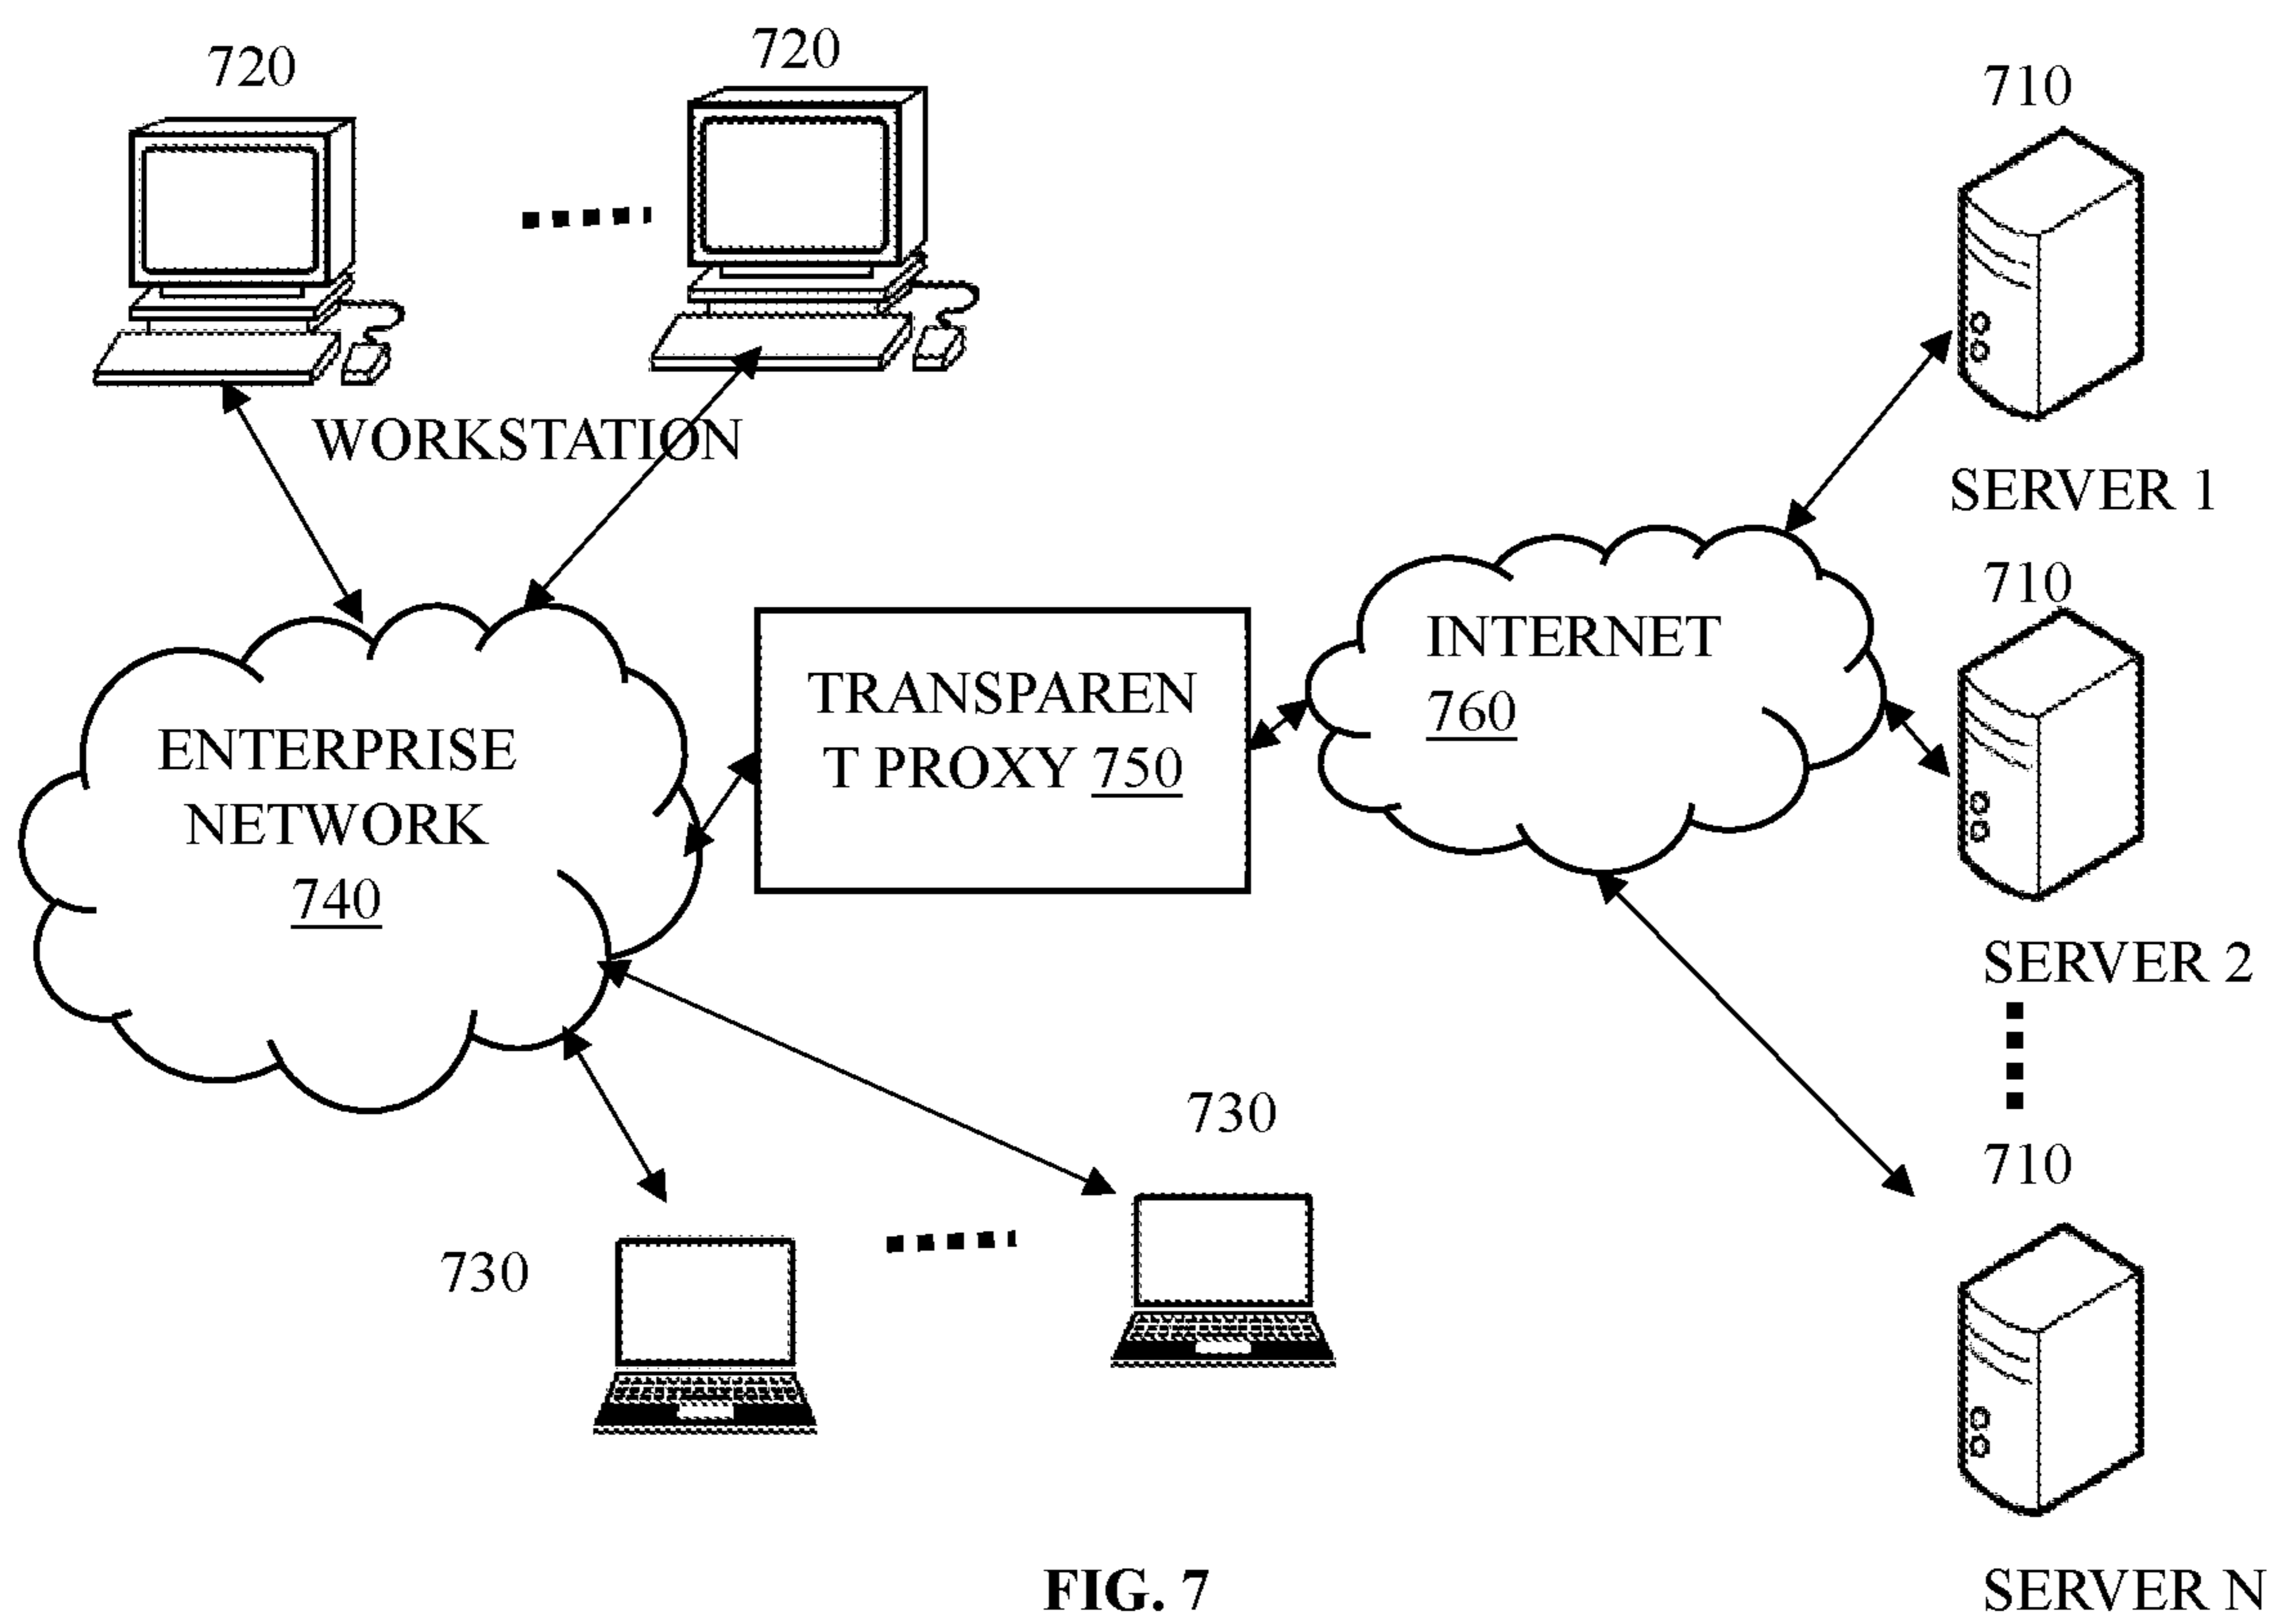 720
720
710
WORKSTATION
SERVER 1
710
INTERNET
760
TRANSPAREN
T PROXY 750
ENTERPRISE
NETWORK
740
SERVER 2
730
710
730
SERVER N
FIG. 7